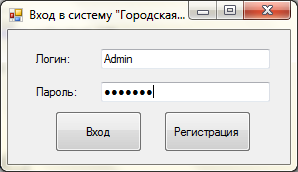 Вход в систему "Городская...
Логин: Admin
Пароль: ●●●●●●●
Вход Регистрация